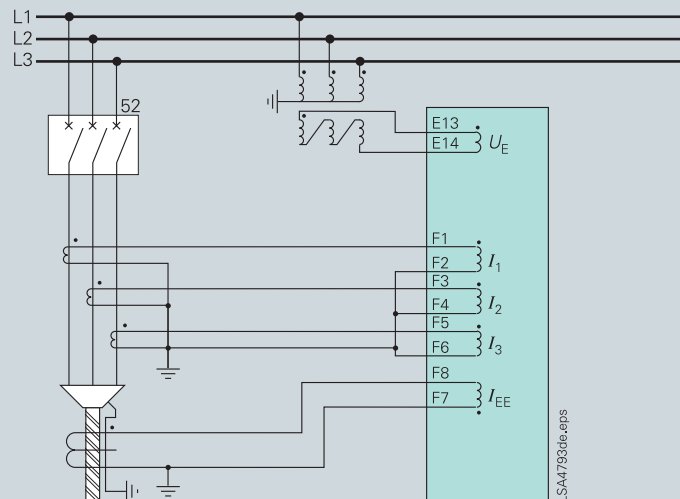 L1
L2
L3
52
E13
E14
U_E
F1
F2
I_1
F3
F4
I_2
F5
F6
I_3
F8
F7
I_EE
SA4793de.eps